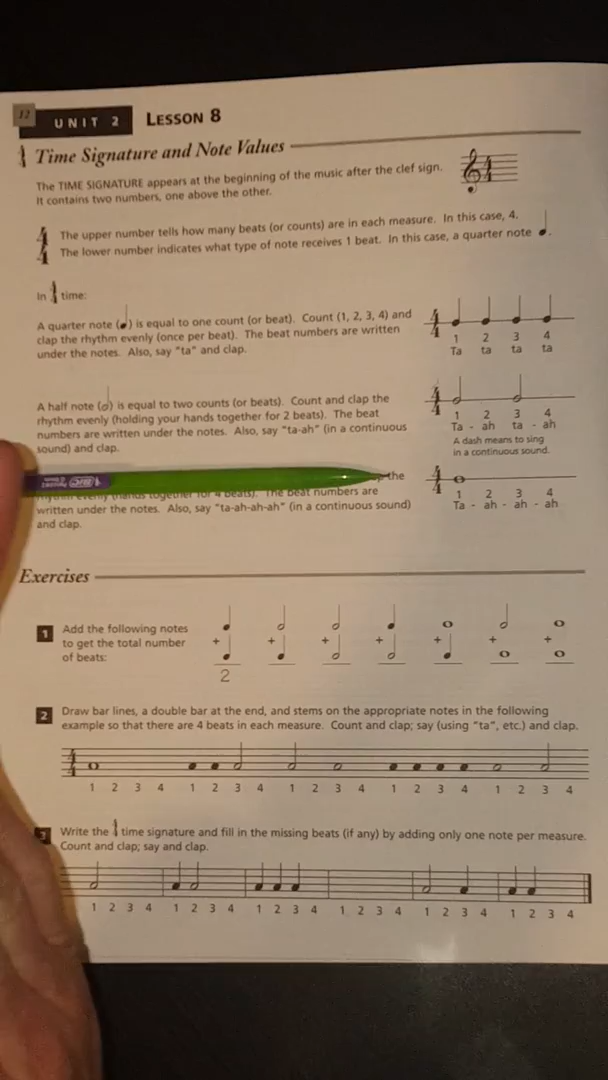 12
UNIT 2 LESSON 8
Time Signature and Note Values
The TIME SIGNATURE appears at the beginning of the music after the clef sign.
It contains two numbers, one above the other.
4
4
The upper number tells how many beats (or counts) are in each measure. In this case, 4.
The lower number indicates what type of note receives 1 beat. In this case, a quarter note
In 4/4 time:
A quarter note ( ) is equal to one count (or beat). Count (1, 2, 3, 4) and
clap the rhythm evenly (once per beat). The beat numbers are written
under the notes. Also, say "ta" and clap.
1 2 3 4
Ta ta ta ta
A half note ( ) is equal to two counts (or beats). Count and clap the
rhythm evenly (holding your hands together for 2 beats). The beat
numbers are written under the notes. Also, say "ta-ah" (in a continuous
sound) and clap.
1 2 3 4
Ta - ah ta - ah
A dash means to sing
in a continuous sound.
BIC
the
rhythm evenly (hands together for 4 beats). The beat numbers are
written under the notes. Also, say "ta-ah-ah-ah" (in a continuous sound)
and clap.
1 2 3 4
Ta - ah - ah - ah
Exercises
1 Add the following notes
to get the total number
of beats:
+ + + + + + +
2
2 Draw bar lines, a double bar at the end, and stems on the appropriate notes in the following
example so that there are 4 beats in each measure. Count and clap; say (using "ta", etc.) and clap.
1 2 3 4 1 2 3 4 1 2 3 4 1 2 3 4 1 2 3 4
3 Write the 4/4 time signature and fill in the missing beats (if any) by adding only one note per measure.
Count and clap; say and clap.
1 2 3 4 1 2 3 4 1 2 3 4 1 2 3 4 1 2 3 4 1 2 3 4